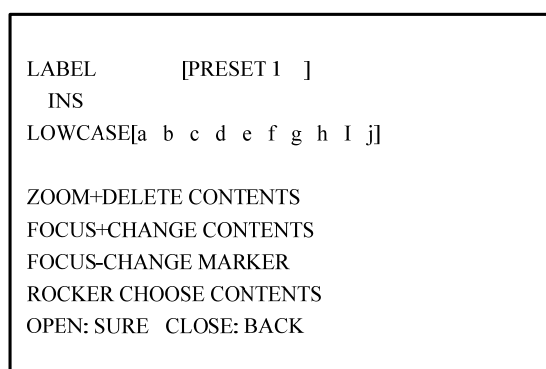 LABEL [PRESET 1 ]
INS
LOWCASE[a b c d e f g h I j]
ZOOM+DELETE CONTENTS
FOCUS+CHANGE CONTENTS
FOCUS-CHANGE MARKER
ROCKER CHOOSE CONTENTS
OPEN: SURE CLOSE: BACK